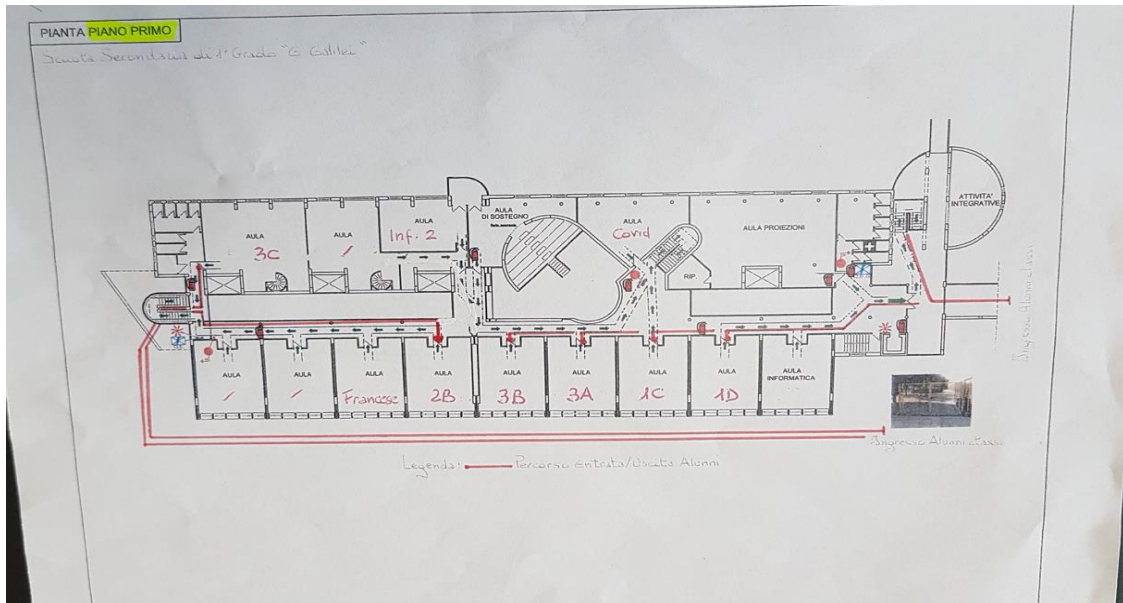 PIANTA PIANO PRIMO
Scuola Secondaria di 1° Grado "G. Galilei"
ATTIVITA'
INTEGRATIVE
AULA
3C
AULA
/
AULA
Inf. 2
AULA
DI SOSTEGNO
AULA
Covid
AULA PROIEZIONI
RIP.
AULA
/
AULA
/
AULA
Francese
AULA
2B
AULA
3B
AULA
3A
AULA
1C
AULA
1D
AULA
INFORMATICA
Ingresso Alunni classi
Ingresso Alunni classi
Legenda: Percorso Entrata/Uscita Alunni